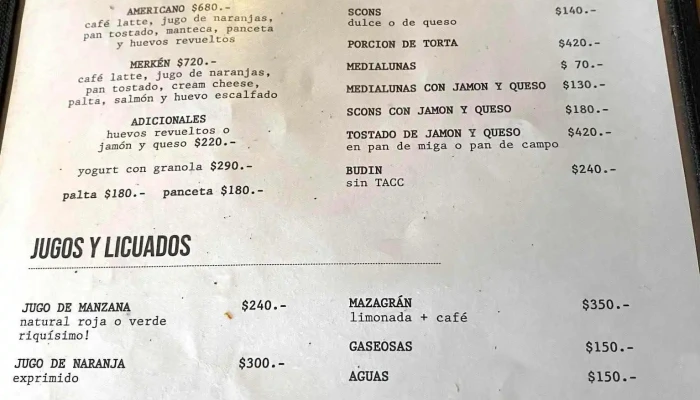 AMERICANO $680.-
café latte, jugo de naranjas,
pan tostado, manteca, panceta
y huevos revueltos
MERKÉN $720.-
café latte, jugo de naranjas,
pan tostado, cream cheese,
palta, salmón y huevo escalfado
ADICIONALES
huevos revueltos o
jamón y queso $220.-
yogurt con granola $290.-
palta $180.- panceta $180.-
SCONS $140.-
dulce o de queso
PORCION DE TORTA $420.-
MEDIALUNAS $ 70.-
MEDIALUNAS CON JAMON Y QUESO $130.-
SCONS CON JAMON Y QUESO $180.-
TOSTADO DE JAMON Y QUESO $420.-
en pan de miga o pan de campo
BUDIN $240.-
sin TACC
JUGOS Y LICUADOS
JUGO DE MANZANA $240.-
natural roja o verde
riquísimo!
JUGO DE NARANJA $300.-
exprimido
MAZAGRÁN $350.-
limonada + café
GASEOSAS $150.-
AGUAS $150.-